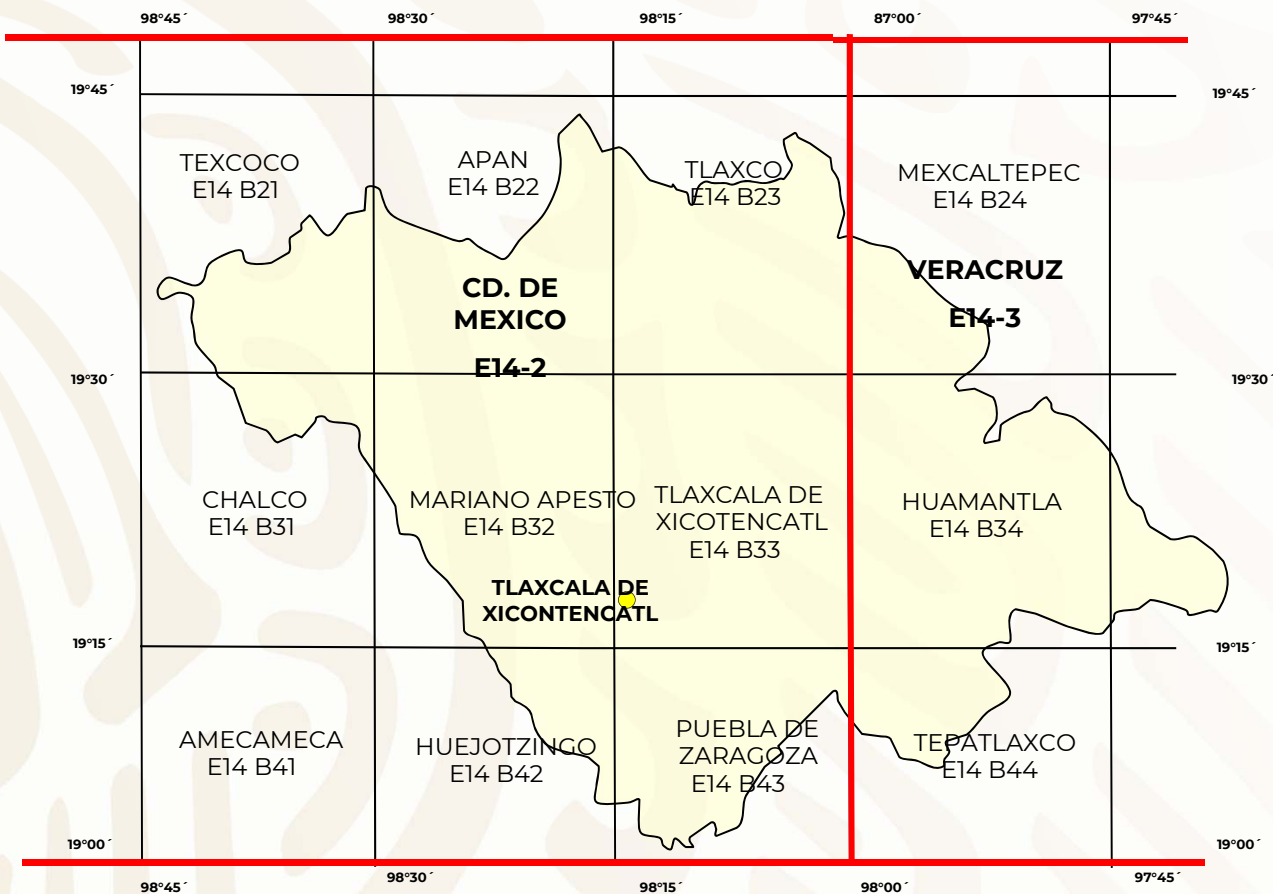 98°45´
98°30´
98°15´
87°00´
97°45´
19°45´
19°45´
TEXCOCO
E14 B21
APAN
E14 B22
TLAXCO
E14 B23
MEXCALTEPEC
E14 B24
CD. DE
MEXICO
E14-2
VERACRUZ
E14-3
19°30´
19°30´
CHALCO
E14 B31
MARIANO APESTO
E14 B32
TLAXCALA DE
XICOTENCATL
E14 B33
HUAMANTLA
E14 B34
TLAXCALA DE
XICONTENCATL
19°15´
19°15´
AMECAMECA
E14 B41
HUEJOTZINGO
E14 B42
PUEBLA DE
ZARAGOZA
E14 B43
TEPATLAXCO
E14 B44
19°00´
19°00´
98°45´
98°30´
98°15´
98°00´
97°45´